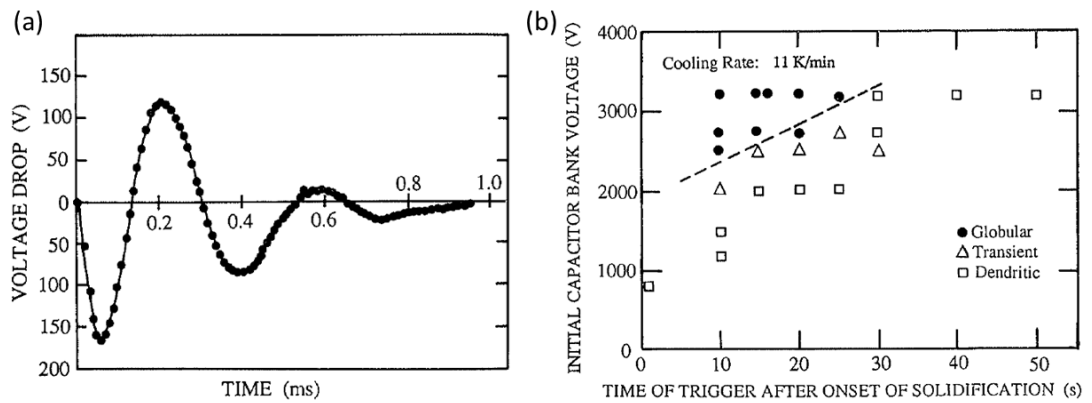 (a)
VOLTAGE DROP (V)
150
100
50
0
50
100
150
200
0.2
0.4
0.6
0.8
1.0
TIME (ms)
(b)
INITIAL CAPACITOR BANK VOLTAGE (V)
4000
3000
2000
1000
0
Cooling Rate: 11 K/min
Globular
Transient
Dendritic
0
10
20
30
40
50
TIME OF TRIGGER AFTER ONSET OF SOLIDIFICATION (s)